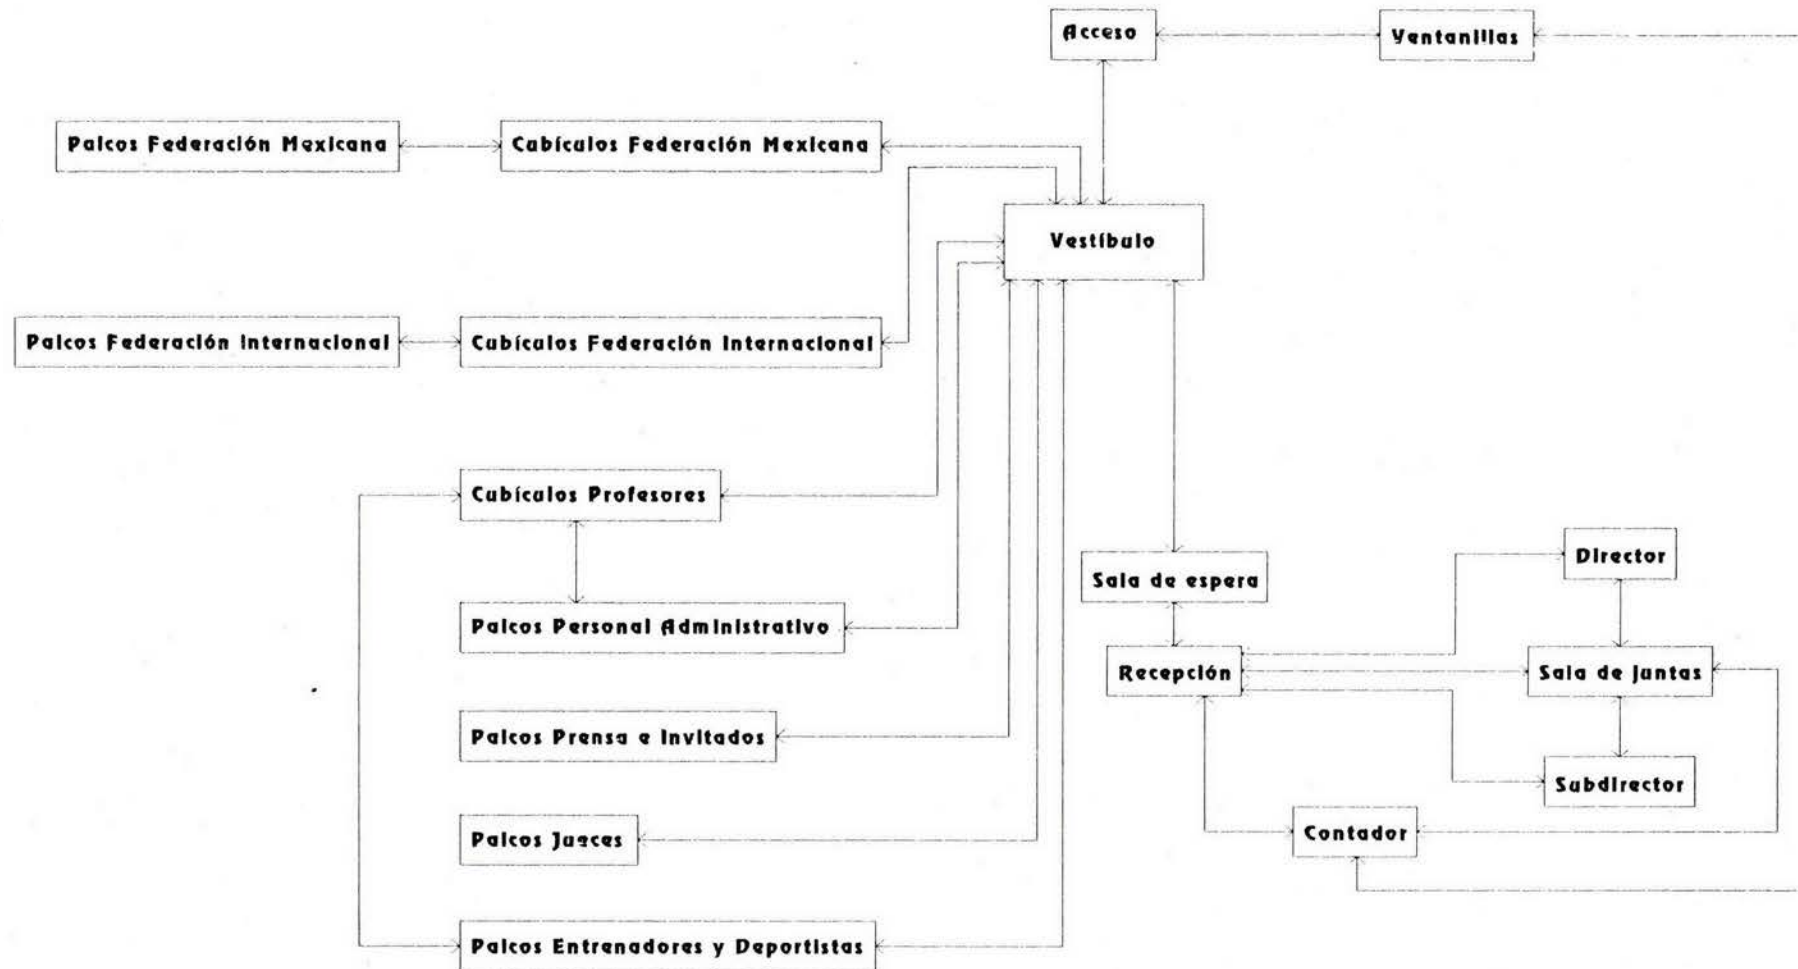 Acceso
Ventanillas
Palcos Federación Mexicana
Cubículos Federación Mexicana
Vestíbulo
Palcos Federación Internacional
Cubículos Federación Internacional
Cubículos Profesores
Director
Sala de espera
Palcos Personal Administrativo
Recepción
Sala de juntas
Palcos Prensa e Invitados
Subdirector
Palcos Jueces
Contador
Palcos Entrenadores y Deportistas